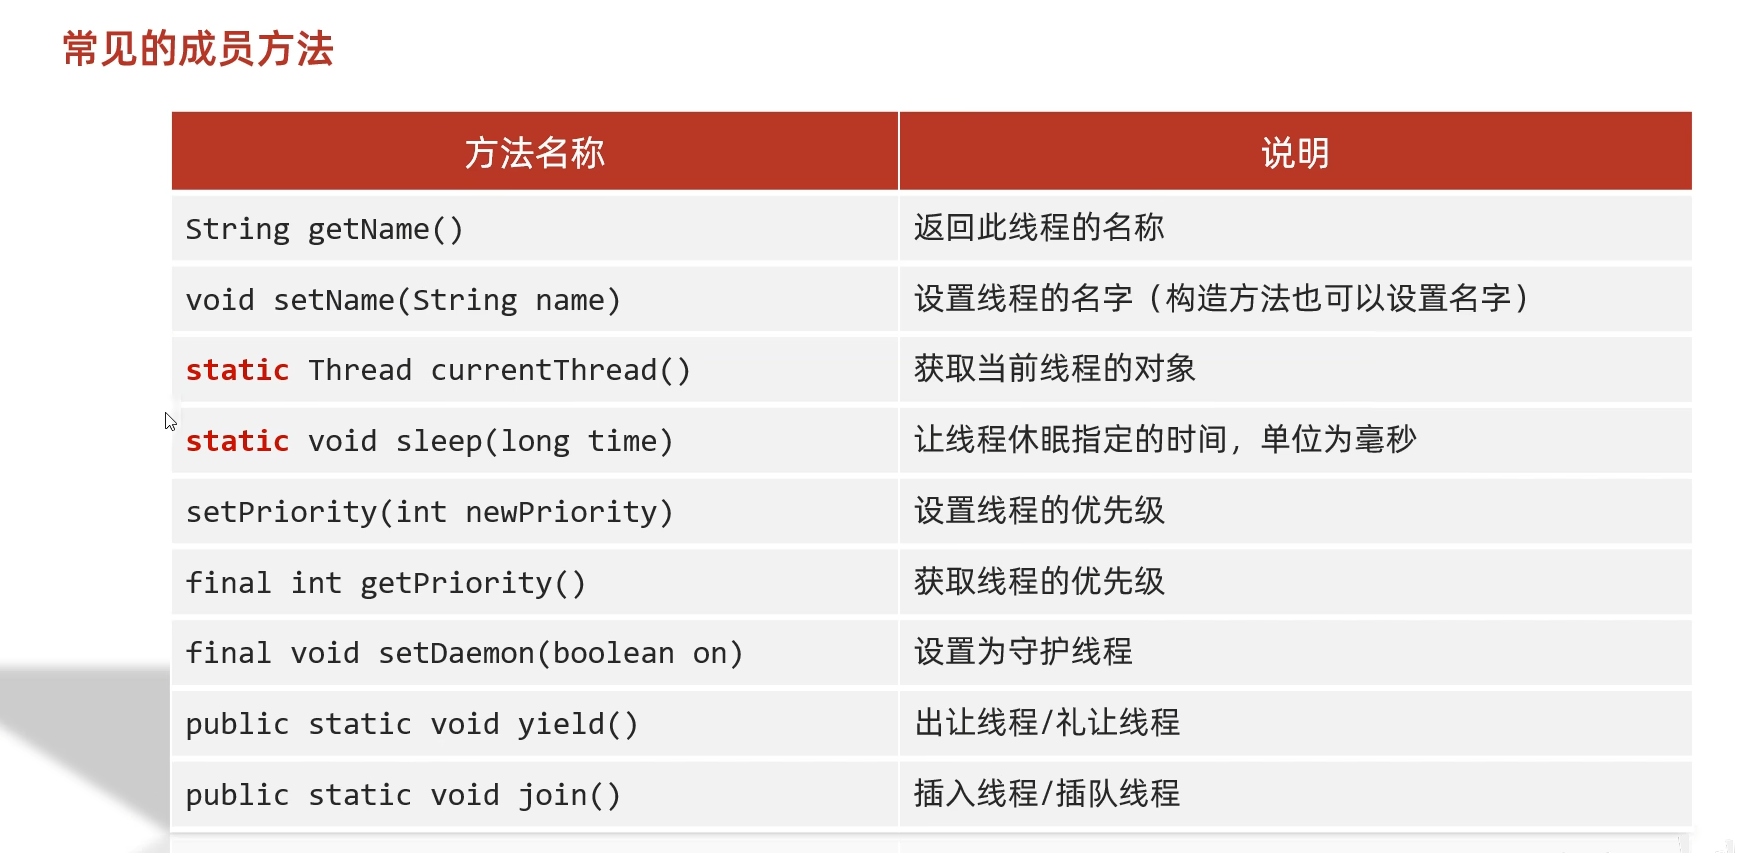 常见的成员方法
方法名称 说明
String getName() 返回此线程的名称
void setName(String name) 设置线程的名字（构造方法也可以设置名字）
static Thread currentThread() 获取当前线程的对象
static void sleep(long time) 让线程休眠指定的时间，单位为毫秒
setPriority(int newPriority) 设置线程的优先级
final int getPriority() 获取线程的优先级
final void setDaemon(boolean on) 设置为守护线程
public static void yield() 出让线程/礼让线程
public static void join() 插入线程/插队线程